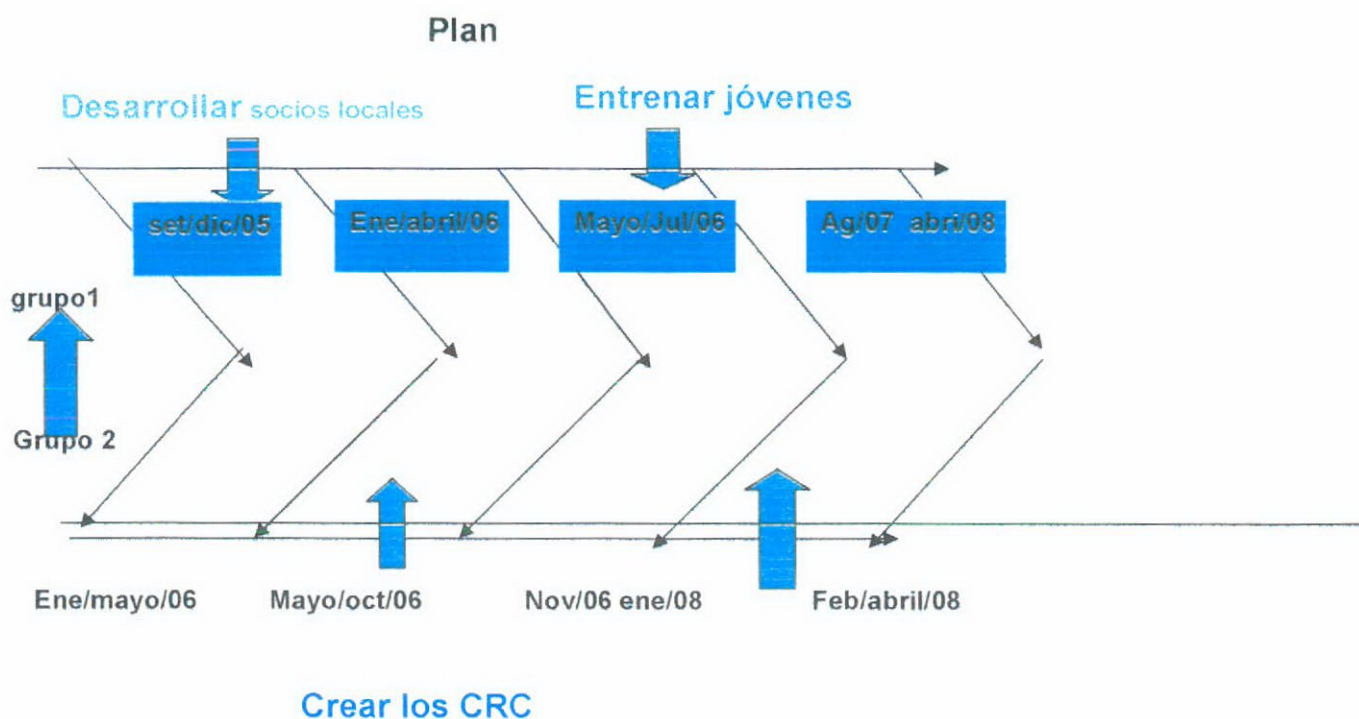 Plan
Desarrollar socios locales
Entrenar jóvenes
set/dic/05
Ene/abril/06
Mayo/Jul/06
Ag/07 abri/08
grupo1
Grupo 2
Ene/mayo/06
Mayo/oct/06
Nov/06 ene/08
Feb/abril/08
Crear los CRC